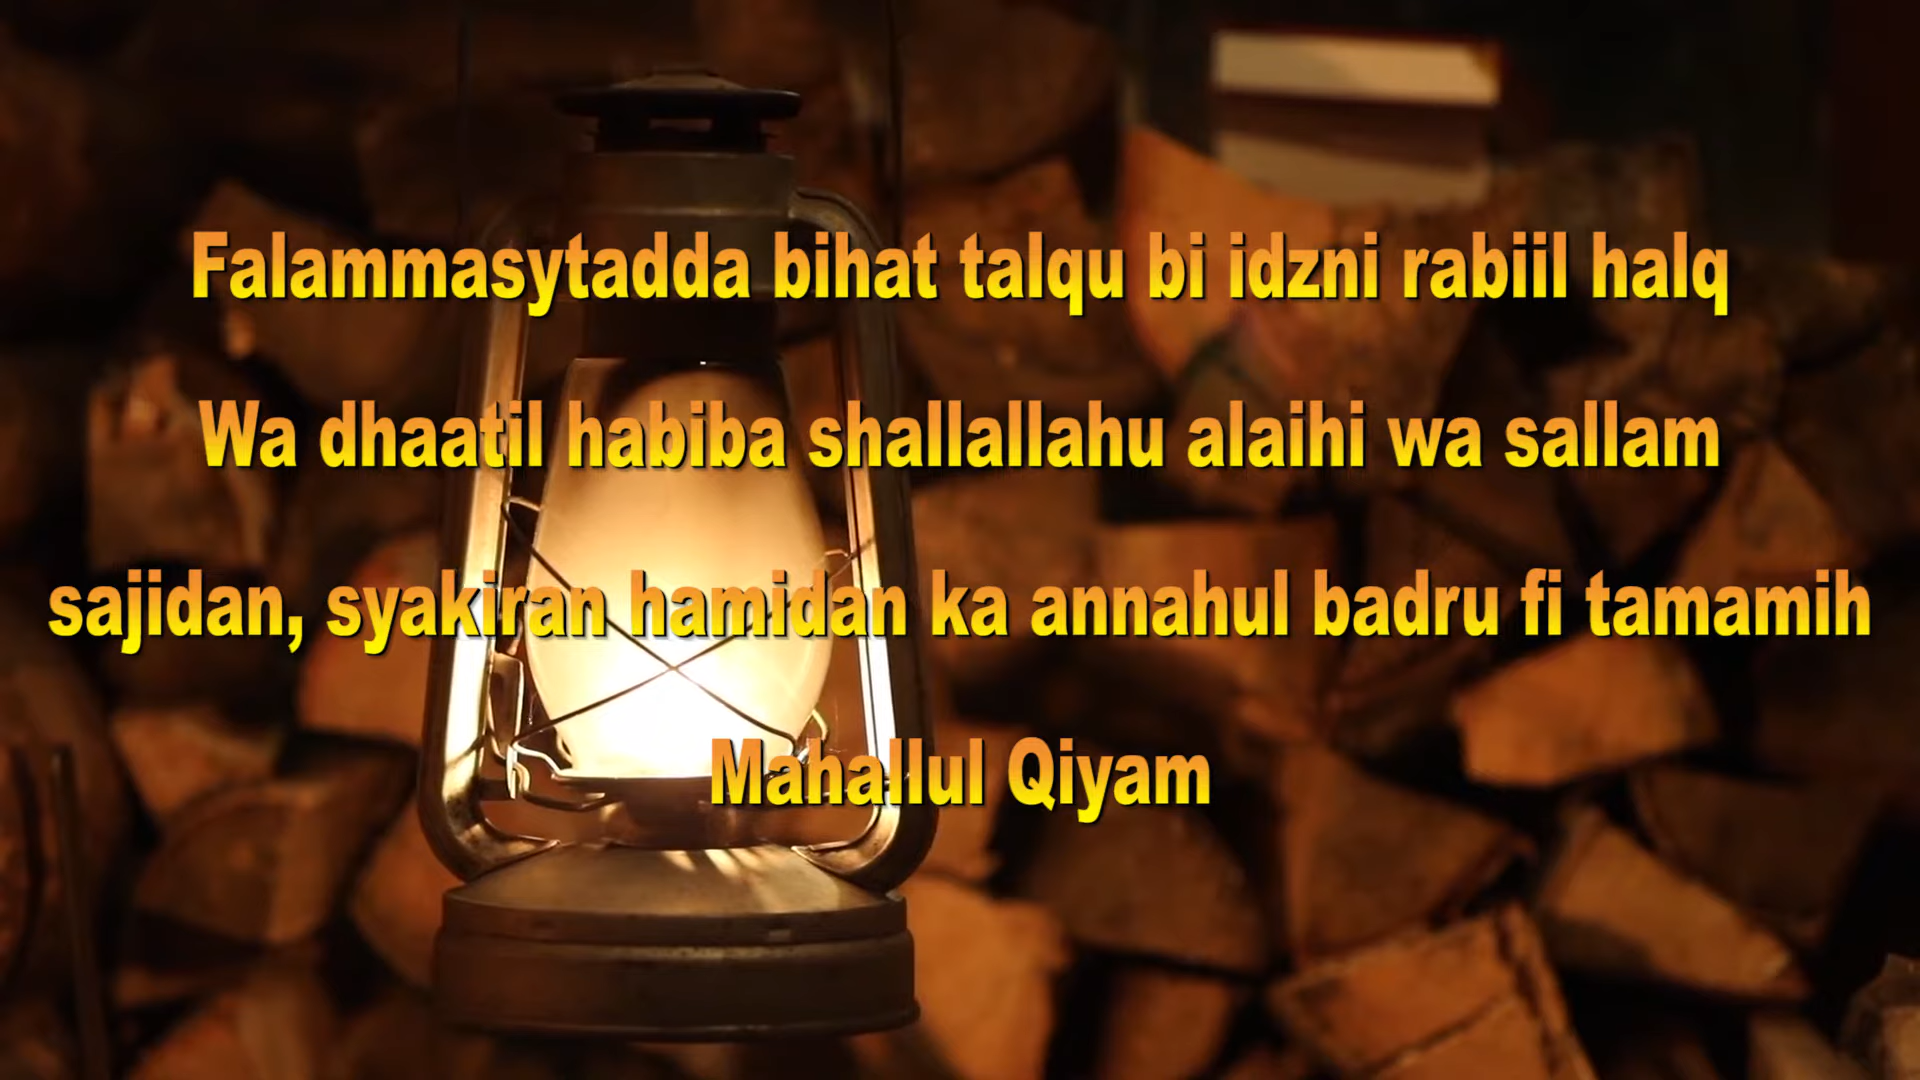 Falammasytadda bihat talqu bi idzni rabiil halq
Wa dhaatil habiba shallallahu alaihi wa sallam
sajidan, syakiran hamidan ka annahul badru fi tamamih
Mahallul Qiyam